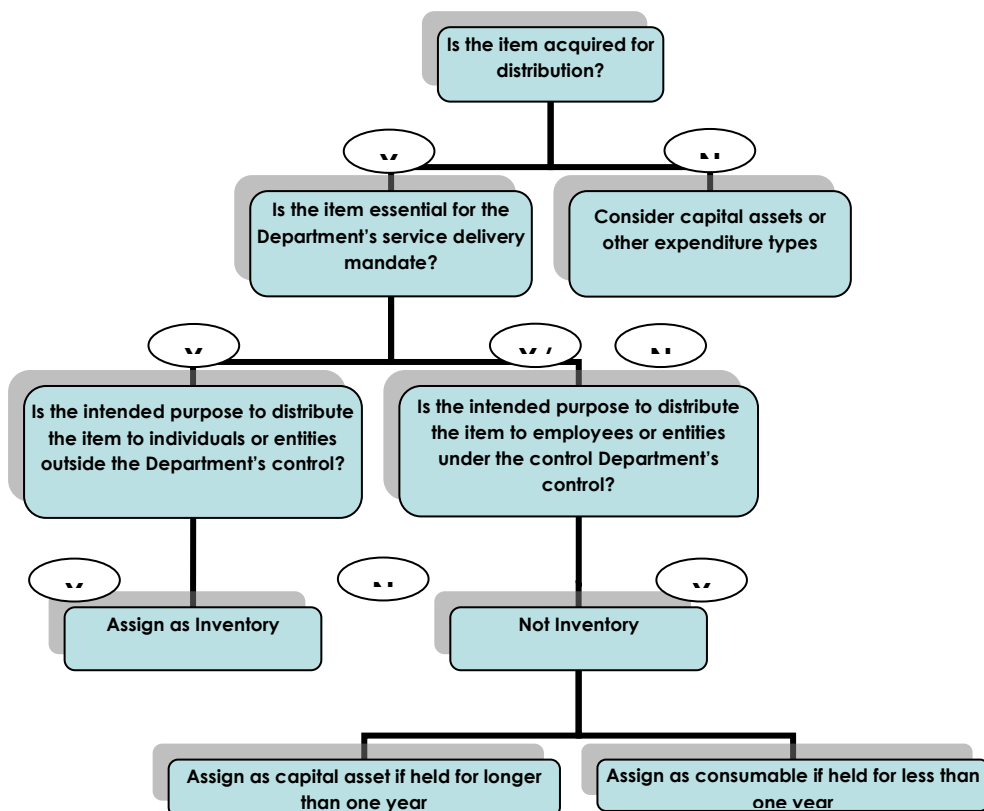 Is the item acquired for
distribution?
Is the item essential for the
Department's service delivery
mandate?
Consider capital assets or
other expenditure types
Is the intended purpose to distribute
the item to individuals or entities
outside the Department's control?
Is the intended purpose to distribute
the item to employees or entities
under the control Department's
control?
Assign as Inventory
Not Inventory
Assign as capital asset if held for longer
than one year
Assign as consumable if held for less than
one year